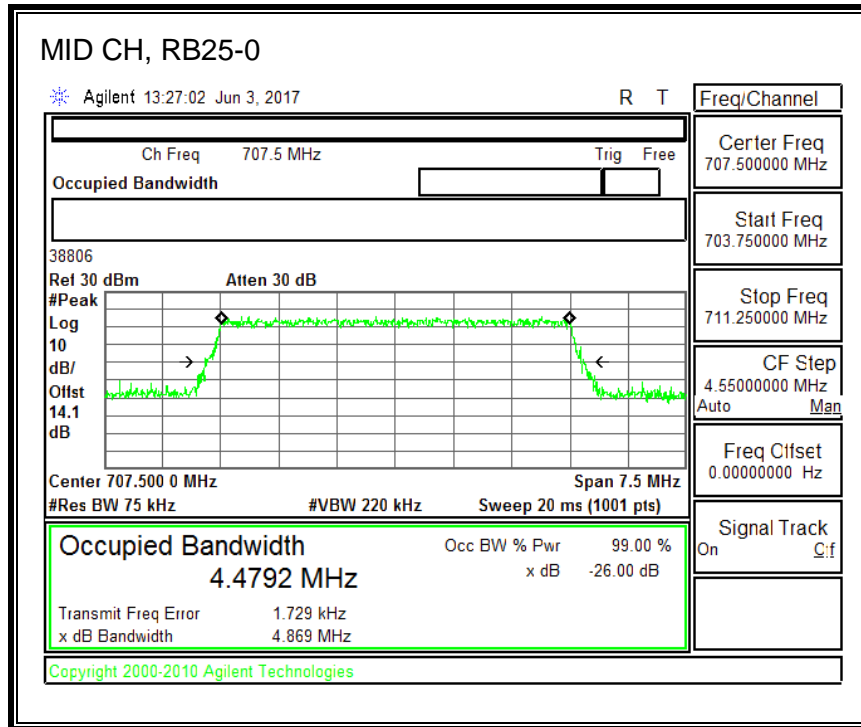 MID CH, RB25-0
Agilent 13:27:02 Jun 3, 2017 R T
Freq/Channel
Ch Freq 707.5 MHz Trig Free
Occupied Bandwidth
Center Freq
707.500000 MHz
Start Freq
703.750000 MHz
Stop Freq
711.250000 MHz
CF Step
4.55000000 MHz
Auto Man
Freq Offset
0.00000000 Hz
Signal Track
On Off
38806
Ref 30 dBm Atten 30 dB
#Peak
Log
10
dB/
Offst
14.1
dB
Center 707.500 0 MHz Span 7.5 MHz
#Res BW 75 kHz #VBW 220 kHz Sweep 20 ms (1001 pts)
Occupied Bandwidth Occ BW % Pwr 99.00 %
4.4792 MHz x dB -26.00 dB
Transmit Freq Error 1.729 kHz
x dB Bandwidth 4.869 MHz
Copyright 2000-2010 Agilent Technologies